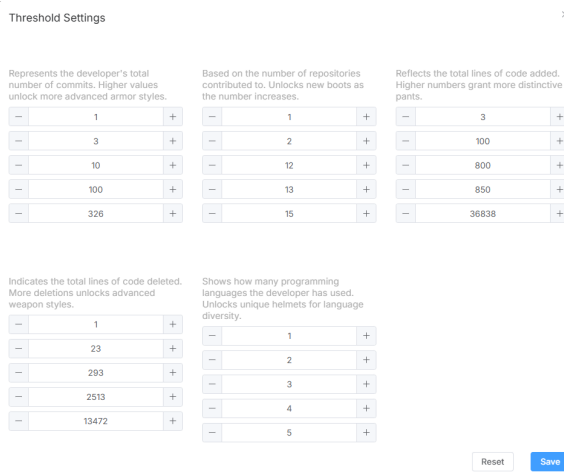 Threshold Settings
Represents the developer's total
number of commits. Higher values
unlock more advanced armor styles.
1
3
10
100
326
Based on the number of repositories
contributed to. Unlocks new boots as
the number increases.
1
2
12
13
15
Reflects the total lines of code added.
Higher numbers grant more distinctive
pants.
3
100
800
850
36838
Indicates the total lines of code deleted.
More deletions unlocks advanced
weapon styles.
1
23
293
2513
13472
Shows how many programming
languages the developer has used.
Unlocks unique helmets for language
diversity.
1
2
3
4
5
Reset
Save